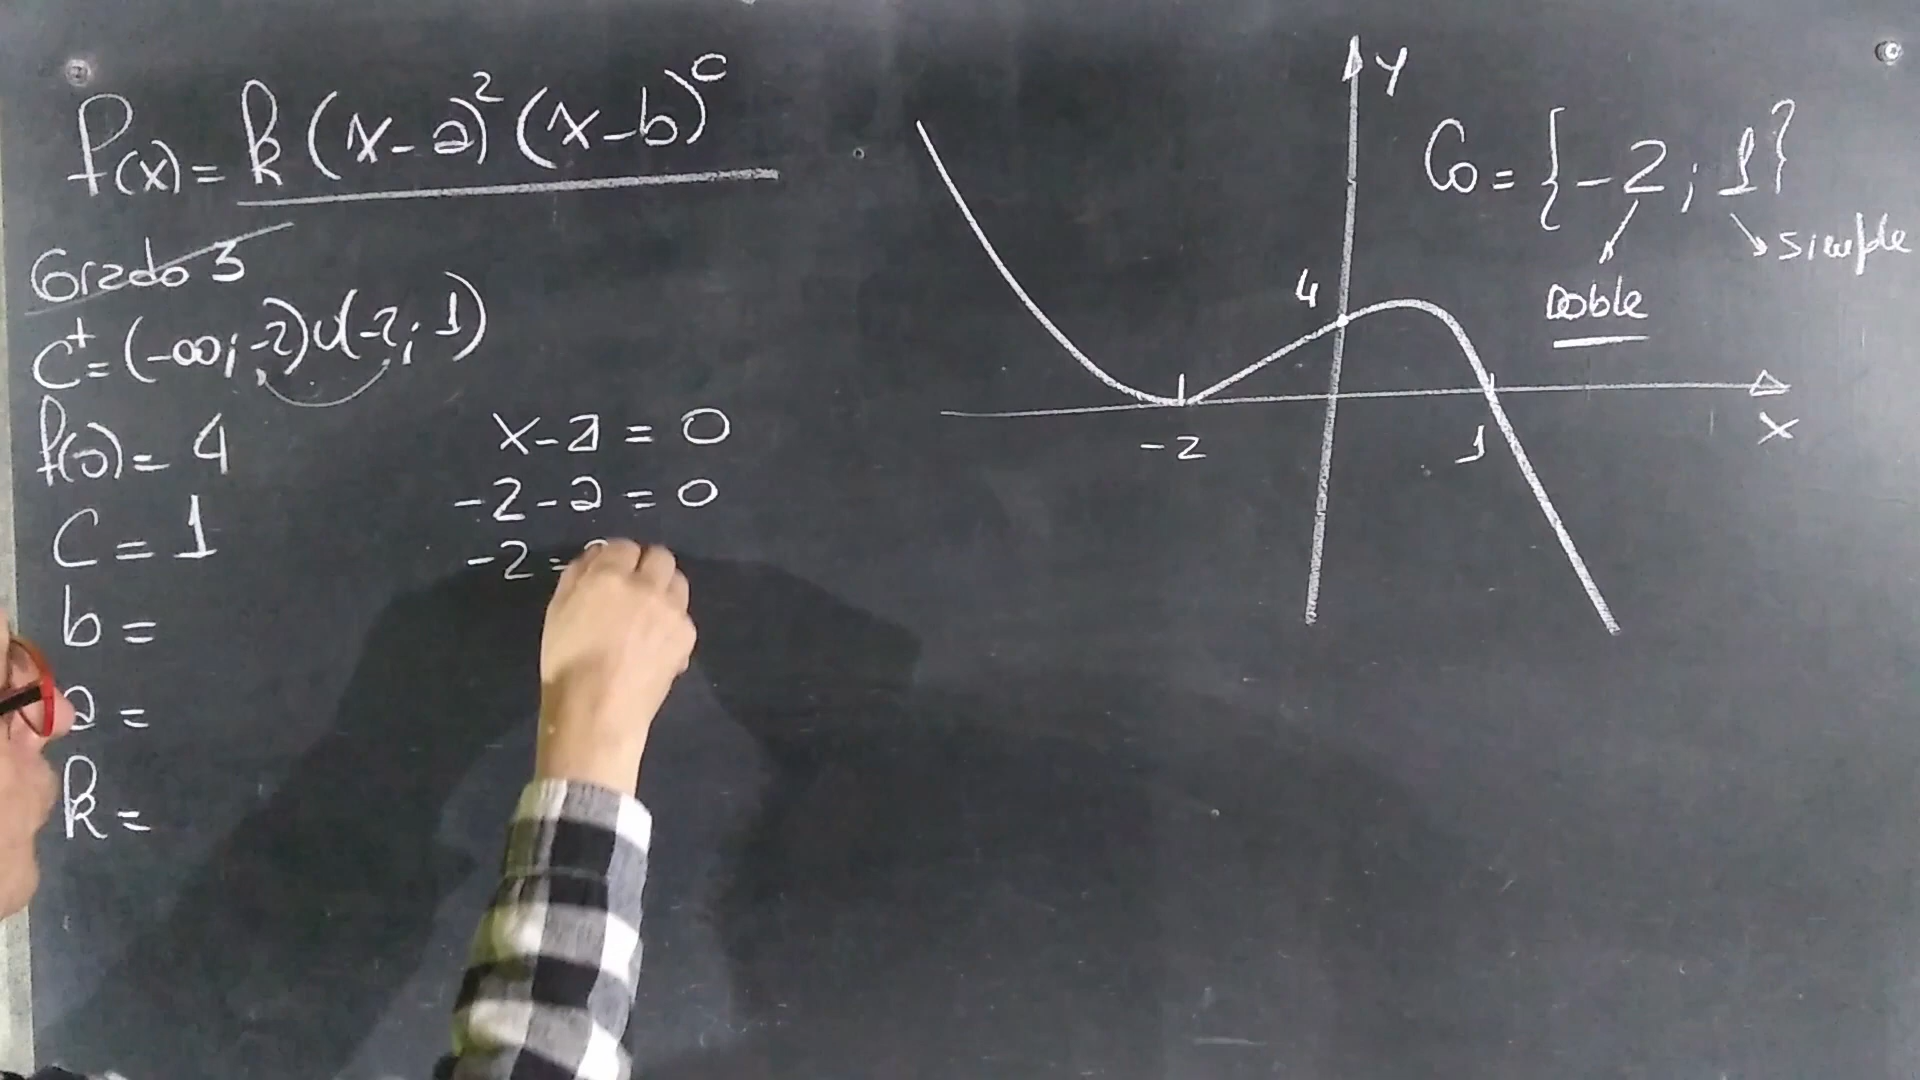 f(x) = k (x-a)² (x-b)^c
Grado 3
C⁺= (-∞; -2)∪(-2; 1)
f(0) = 4
C = 1
b =
a =
k =
x-a = 0
-2-a = 0
-2 =
y
4
-2
1
x
C₀ = {-2 ; 1}
simple
Doble